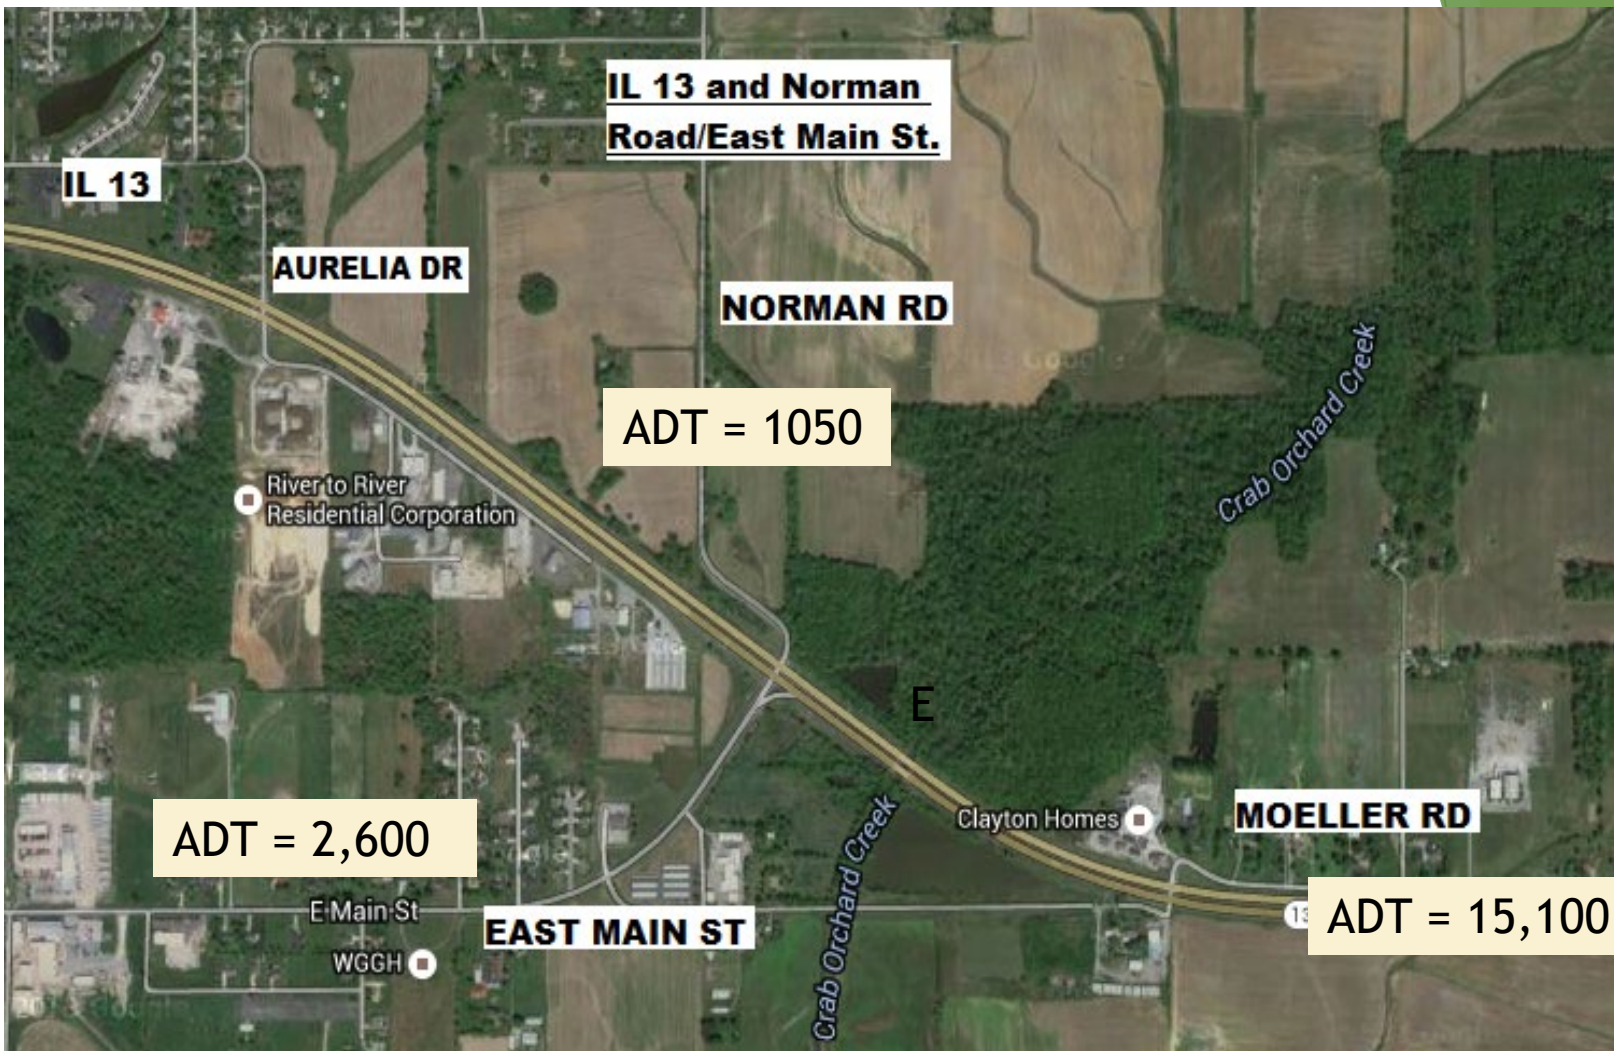 IL 13 and Norman
Road/East Main St.
IL 13
AURELIA DR
NORMAN RD
Crab Orchard Creek
ADT = 1050
River to River
Residential Corporation
E
Clayton Homes
MOELLER RD
ADT = 2,600
Crab Orchard Creek
E Main St
EAST MAIN ST
13
ADT = 15,100
WGGH